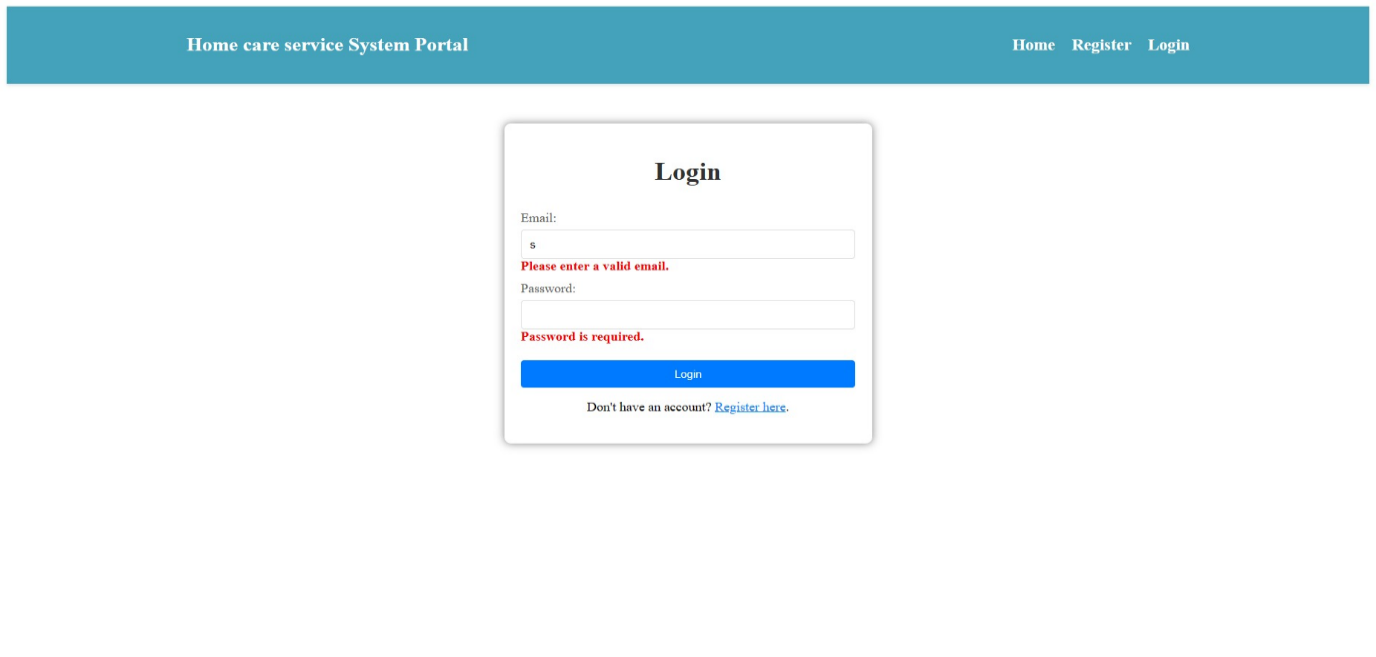 Home care service System Portal
Home Register Login
Login
Email:
s
Please enter a valid email.
Password:
Password is required.
Login
Don't have an account? Register here.